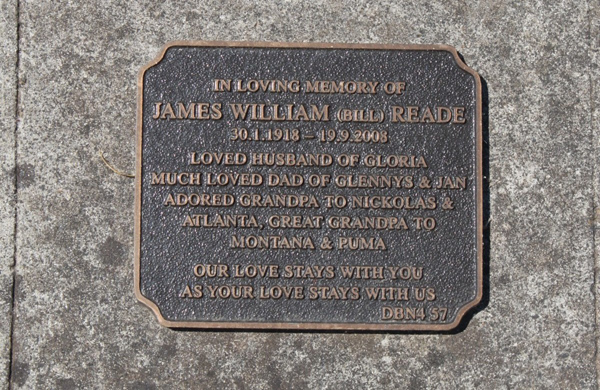 IN LOVING MEMORY OF
JAMES WILLIAM (BILL) READE
30.1.1918 - 19.9.2008
LOVED HUSBAND OF GLORIA
MUCH LOVED DAD OF GLENNYS & JAN
ADORED GRANDPA TO NICKOLAS &
ATLANTA, GREAT GRANDPA TO
MONTANA & PUMA
OUR LOVE STAYS WITH YOU
AS YOUR LOVE STAYS WITH US
DBN4 57